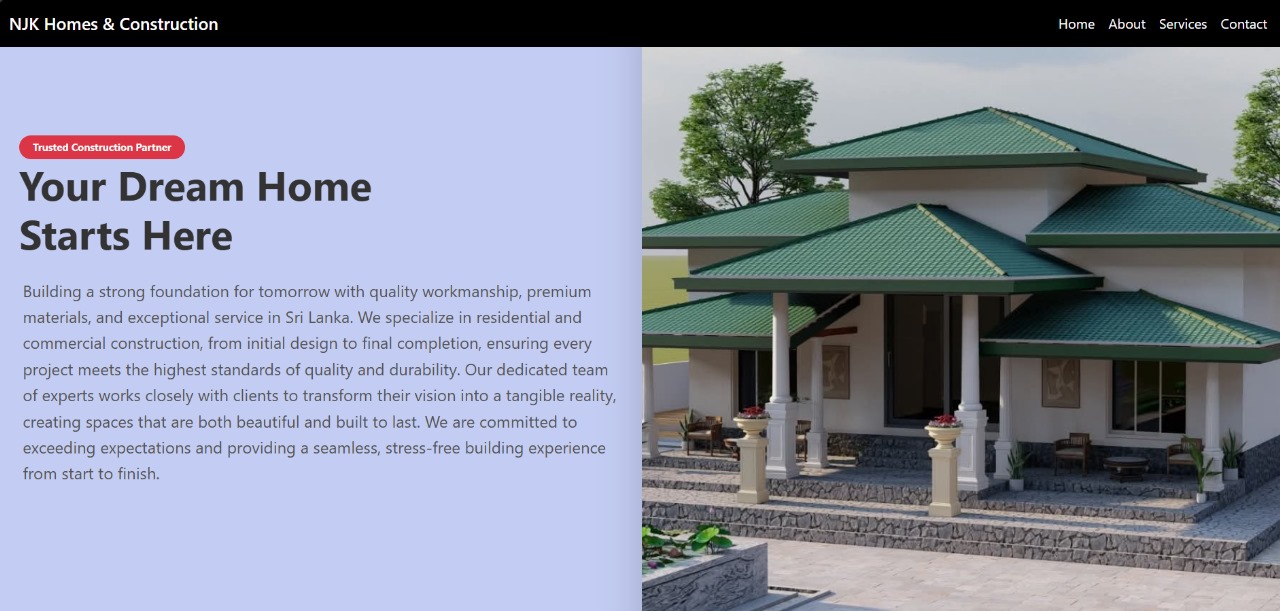 NJK Homes & Construction
Home About Services Contact
Trusted Construction Partner
Your Dream Home
Starts Here
Building a strong foundation for tomorrow with quality workmanship, premium
materials, and exceptional service in Sri Lanka. We specialize in residential and
commercial construction, from initial design to final completion, ensuring every
project meets the highest standards of quality and durability. Our dedicated team
of experts works closely with clients to transform their vision into a tangible reality,
creating spaces that are both beautiful and built to last. We are committed to
exceeding expectations and providing a seamless, stress-free building experience
from start to finish.